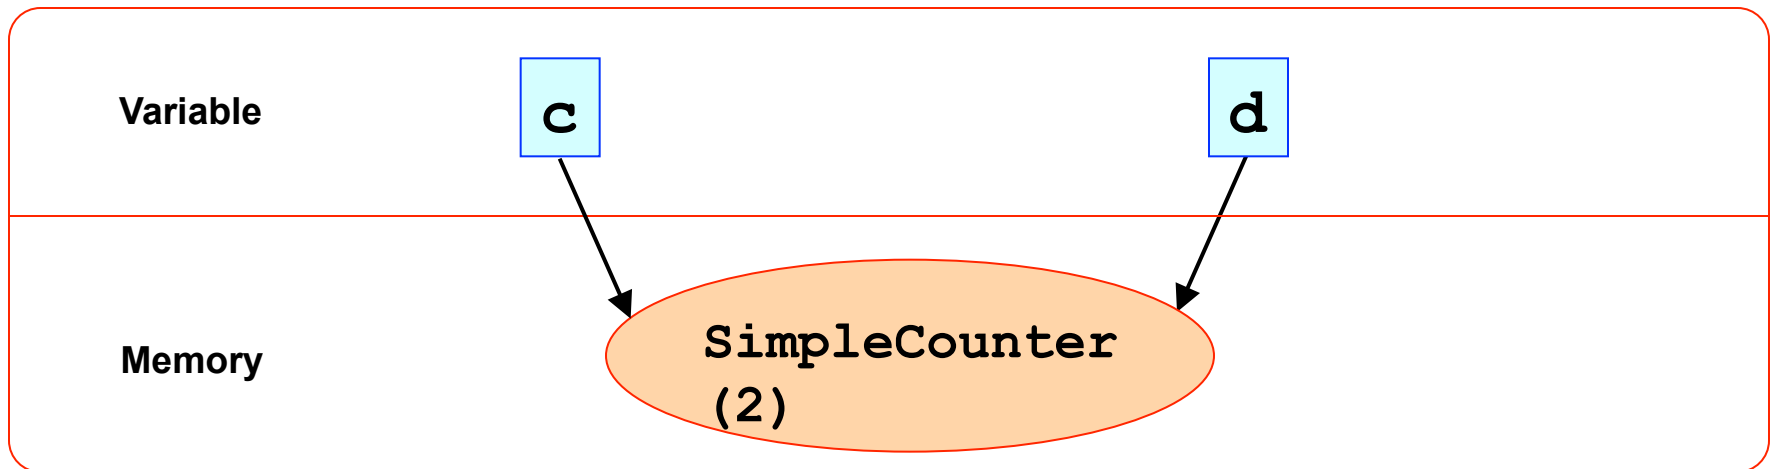 Variable
c
d
Memory
SimpleCounter
(2)